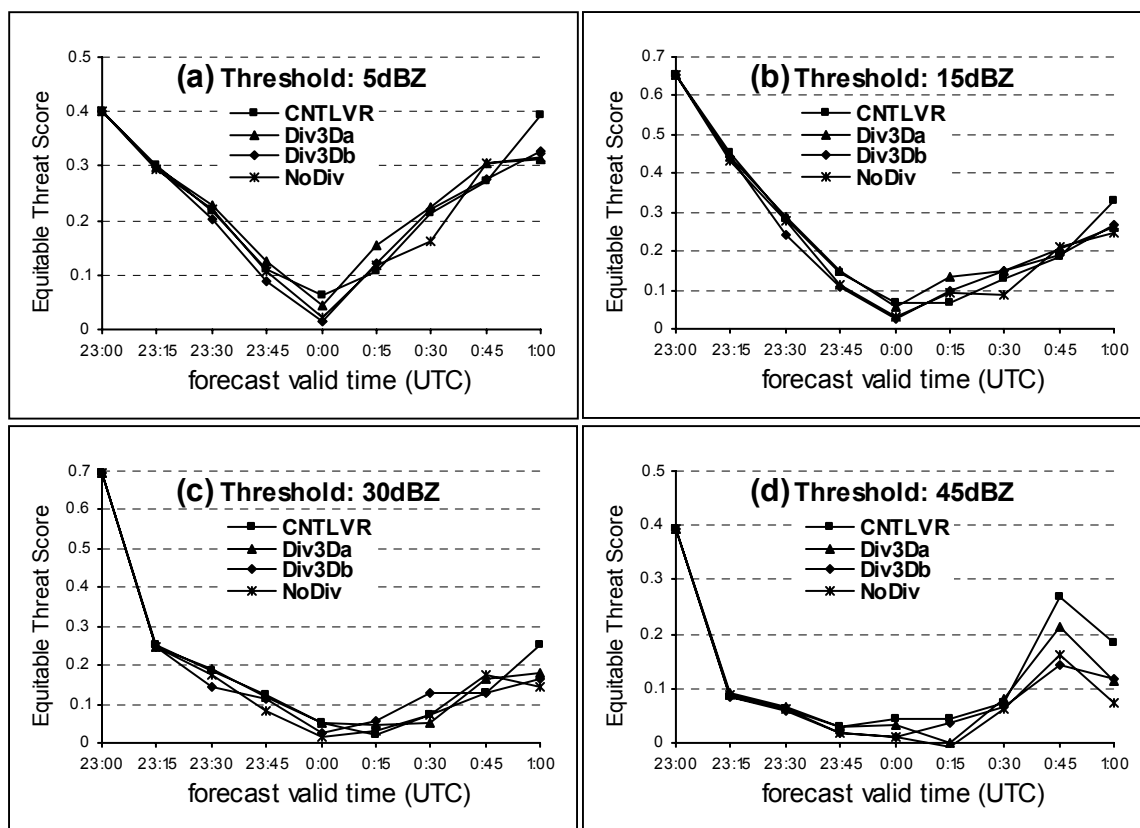 (a) Threshold: 5dBZ
CNTLVR
Div3Da
Div3Db
NoDiv
Equitable Threat Score
0.5
0.4
0.3
0.2
0.1
0
23:00 23:15 23:30 23:45 0:00 0:15 0:30 0:45 1:00
forecast valid time (UTC)
(b) Threshold: 15dBZ
CNTLVR
Div3Da
Div3Db
NoDiv
Equitable Threat Score
0.7
0.6
0.5
0.4
0.3
0.2
0.1
0
23:00 23:15 23:30 23:45 0:00 0:15 0:30 0:45 1:00
forecast valid time (UTC)
(c) Threshold: 30dBZ
CNTLVR
Div3Da
Div3Db
NoDiv
Equitable Threat Score
0.7
0.6
0.5
0.4
0.3
0.2
0.1
0
23:00 23:15 23:30 23:45 0:00 0:15 0:30 0:45 1:00
forecast valid time (UTC)
(d) Threshold: 45dBZ
CNTLVR
Div3Da
Div3Db
NoDiv
Equitable Threat Score
0.5
0.4
0.3
0.2
0.1
0
23:00 23:15 23:30 23:45 0:00 0:15 0:30 0:45 1:00
forecast valid time (UTC)